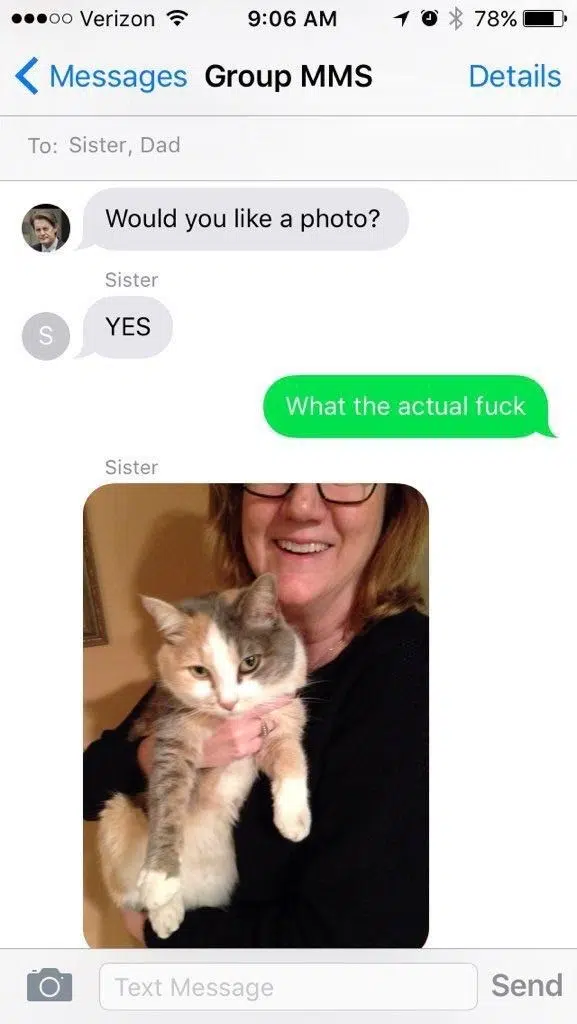 Verizon 9:06 AM 78%
Messages Group MMS Details
To: Sister, Dad
Would you like a photo?
Sister
S YES
What the actual fuck
Sister
Text Message Send